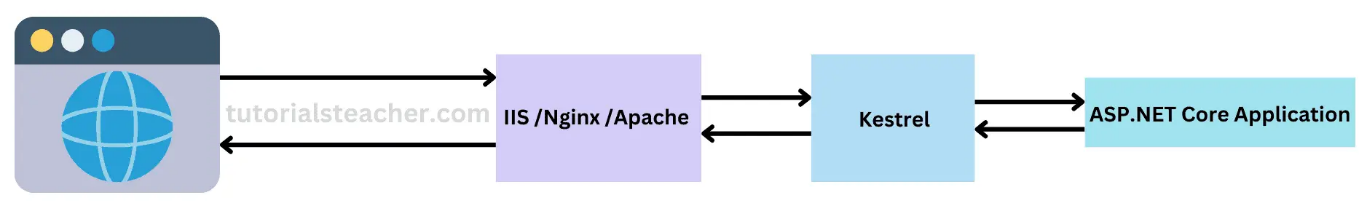 tutorialsteacher.com
IIS /Nginx /Apache
Kestrel
ASP.NET Core Application